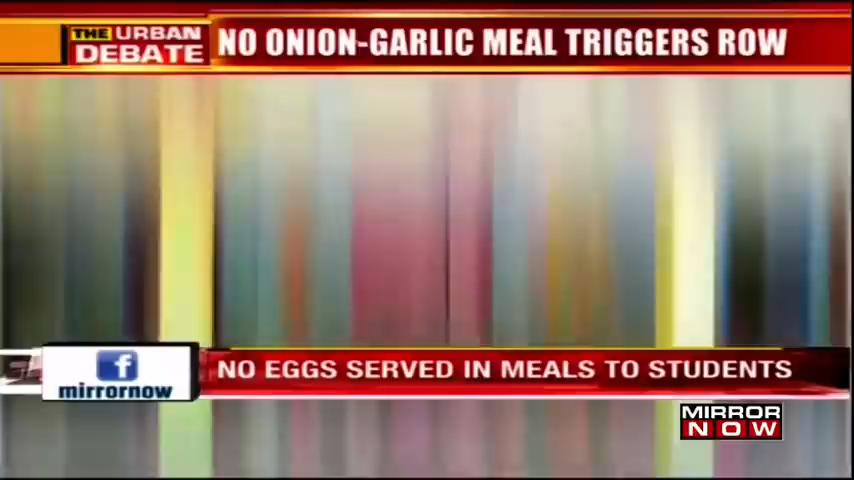 THE URBAN
DEBATE
NO ONION-GARLIC MEAL TRIGGERS ROW
f
mirrornow
NO EGGS SERVED IN MEALS TO STUDENTS
MIRROR
NOW